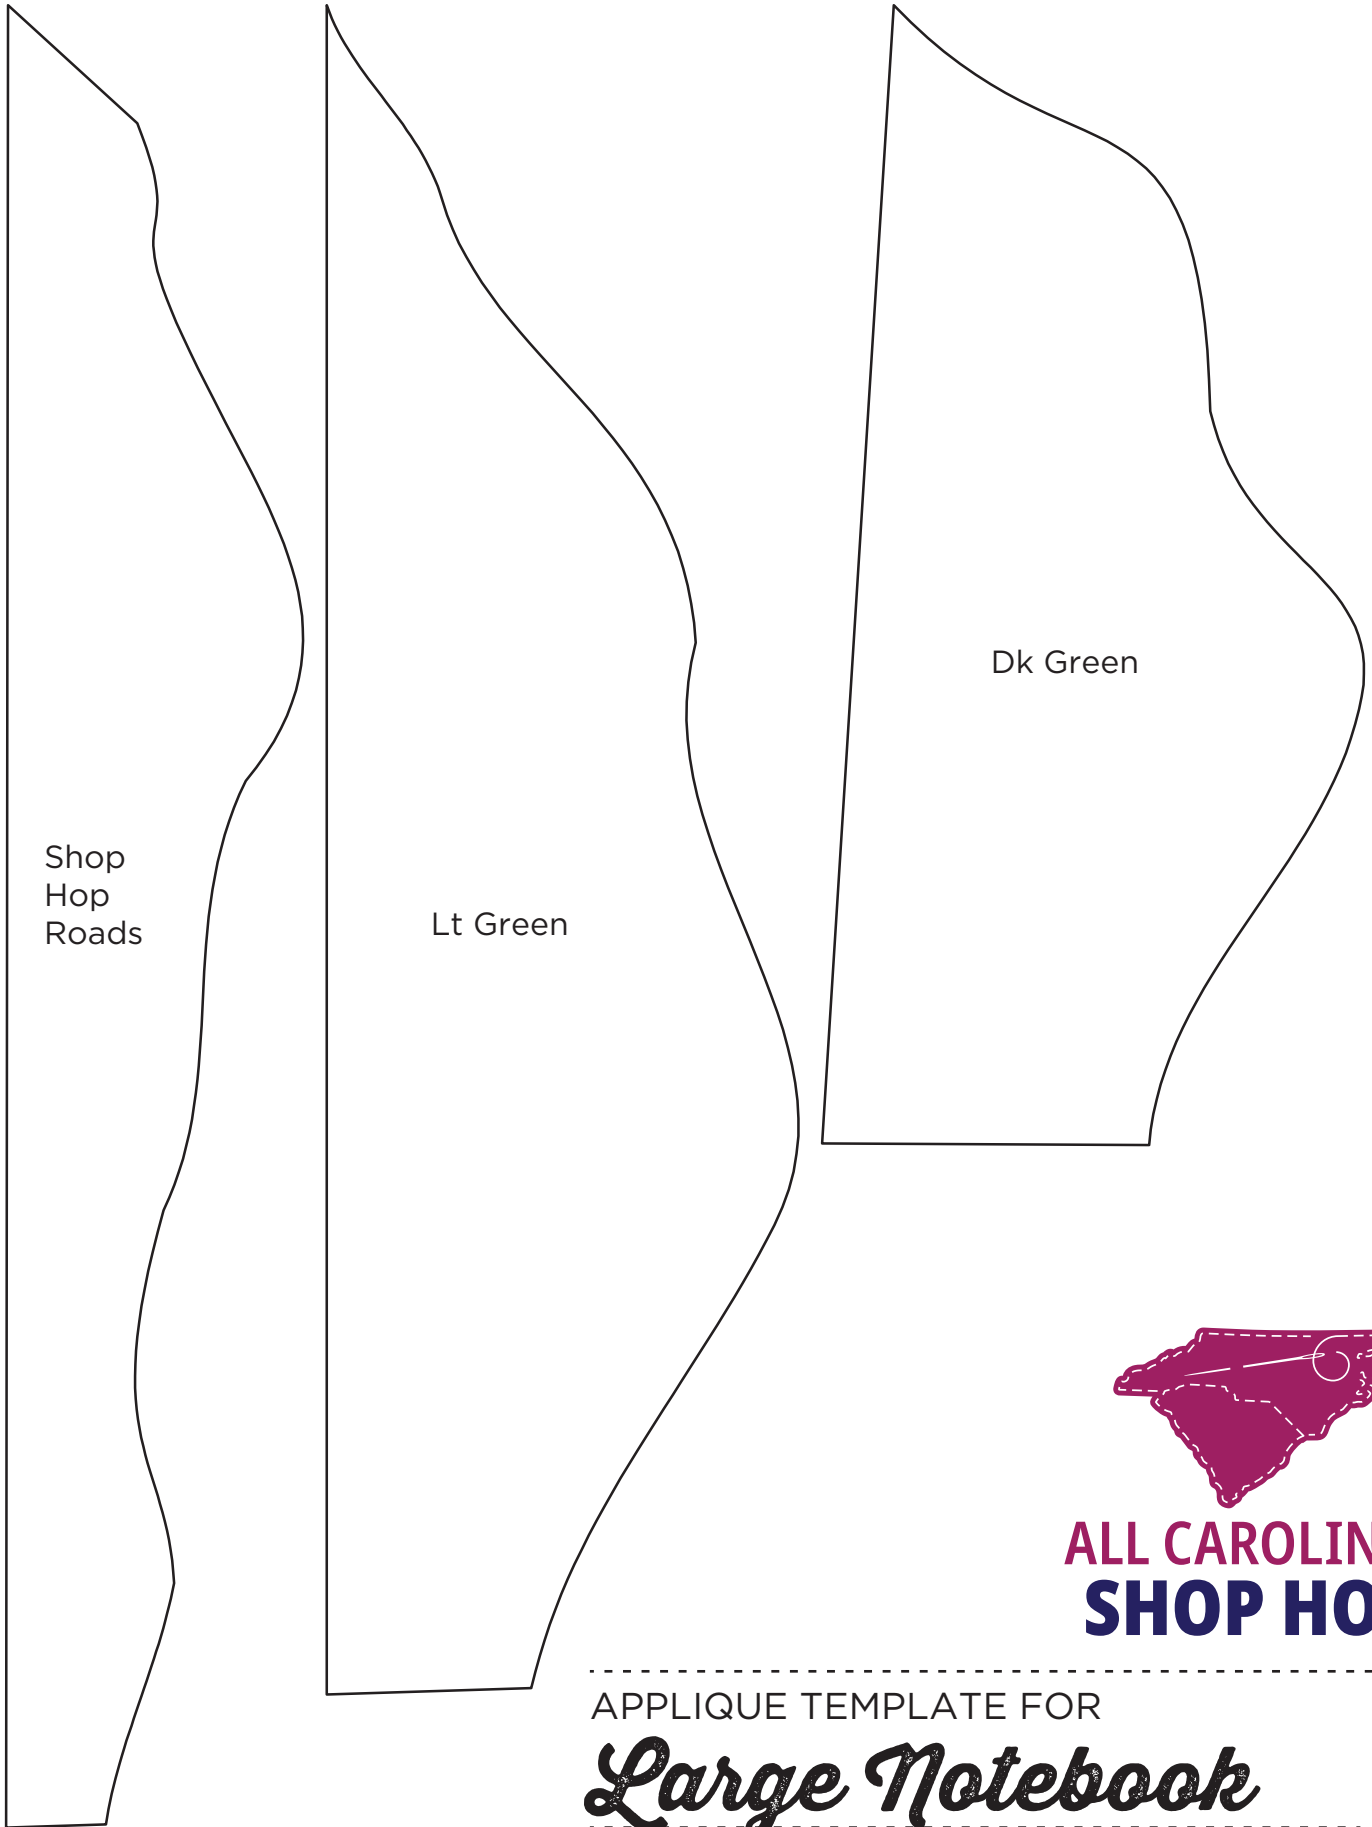 Shop
Hop
Roads
Lt Green
Dk Green
ALL CAROLIN
SHOP HO
APPLIQUE TEMPLATE FOR
Large Notebook